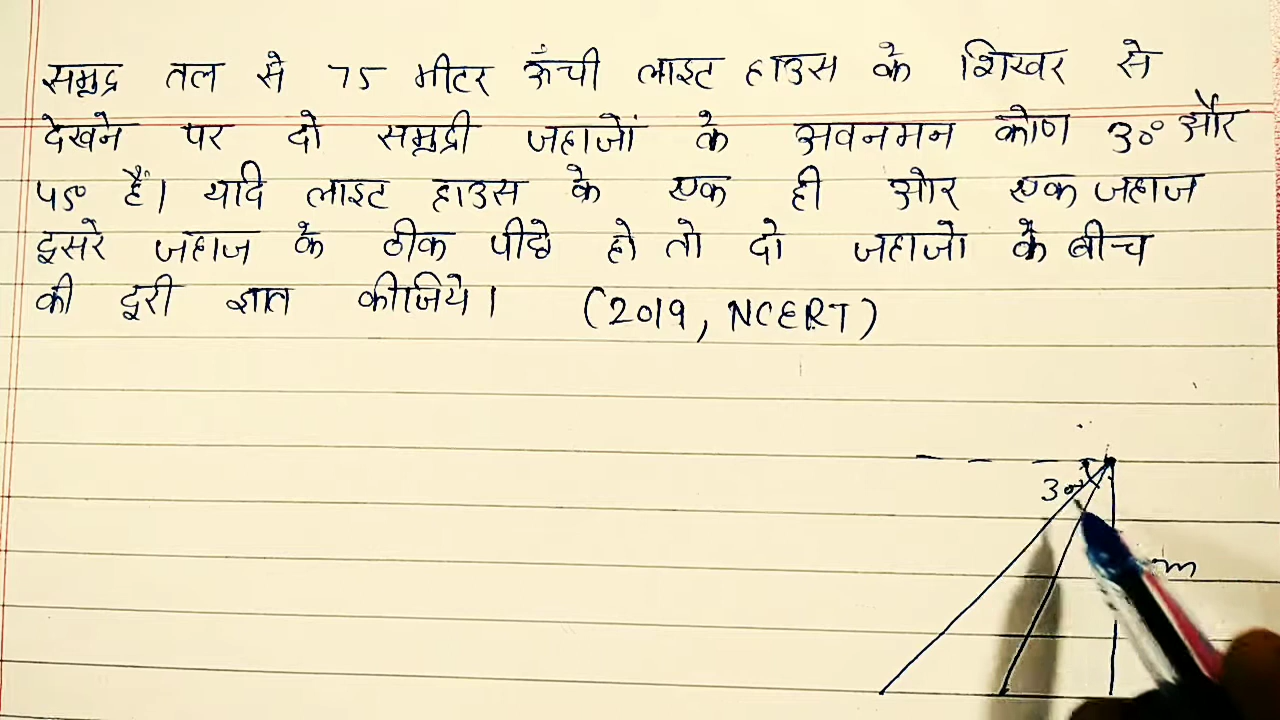 समुद्र तल से 75 मीटर ऊँची लाइट हाउस के शिखर से
देखने पर दो समुद्री जहाजों के अवनमन कोण 30° और
45° हैं। यदि लाइट हाउस के एक ही ओर एक जहाज
दूसरे जहाज के ठीक पीछे हो तो दो जहाजो के बीच
की दूरी ज्ञात कीजिये। (2019, NCERT)
30°
m